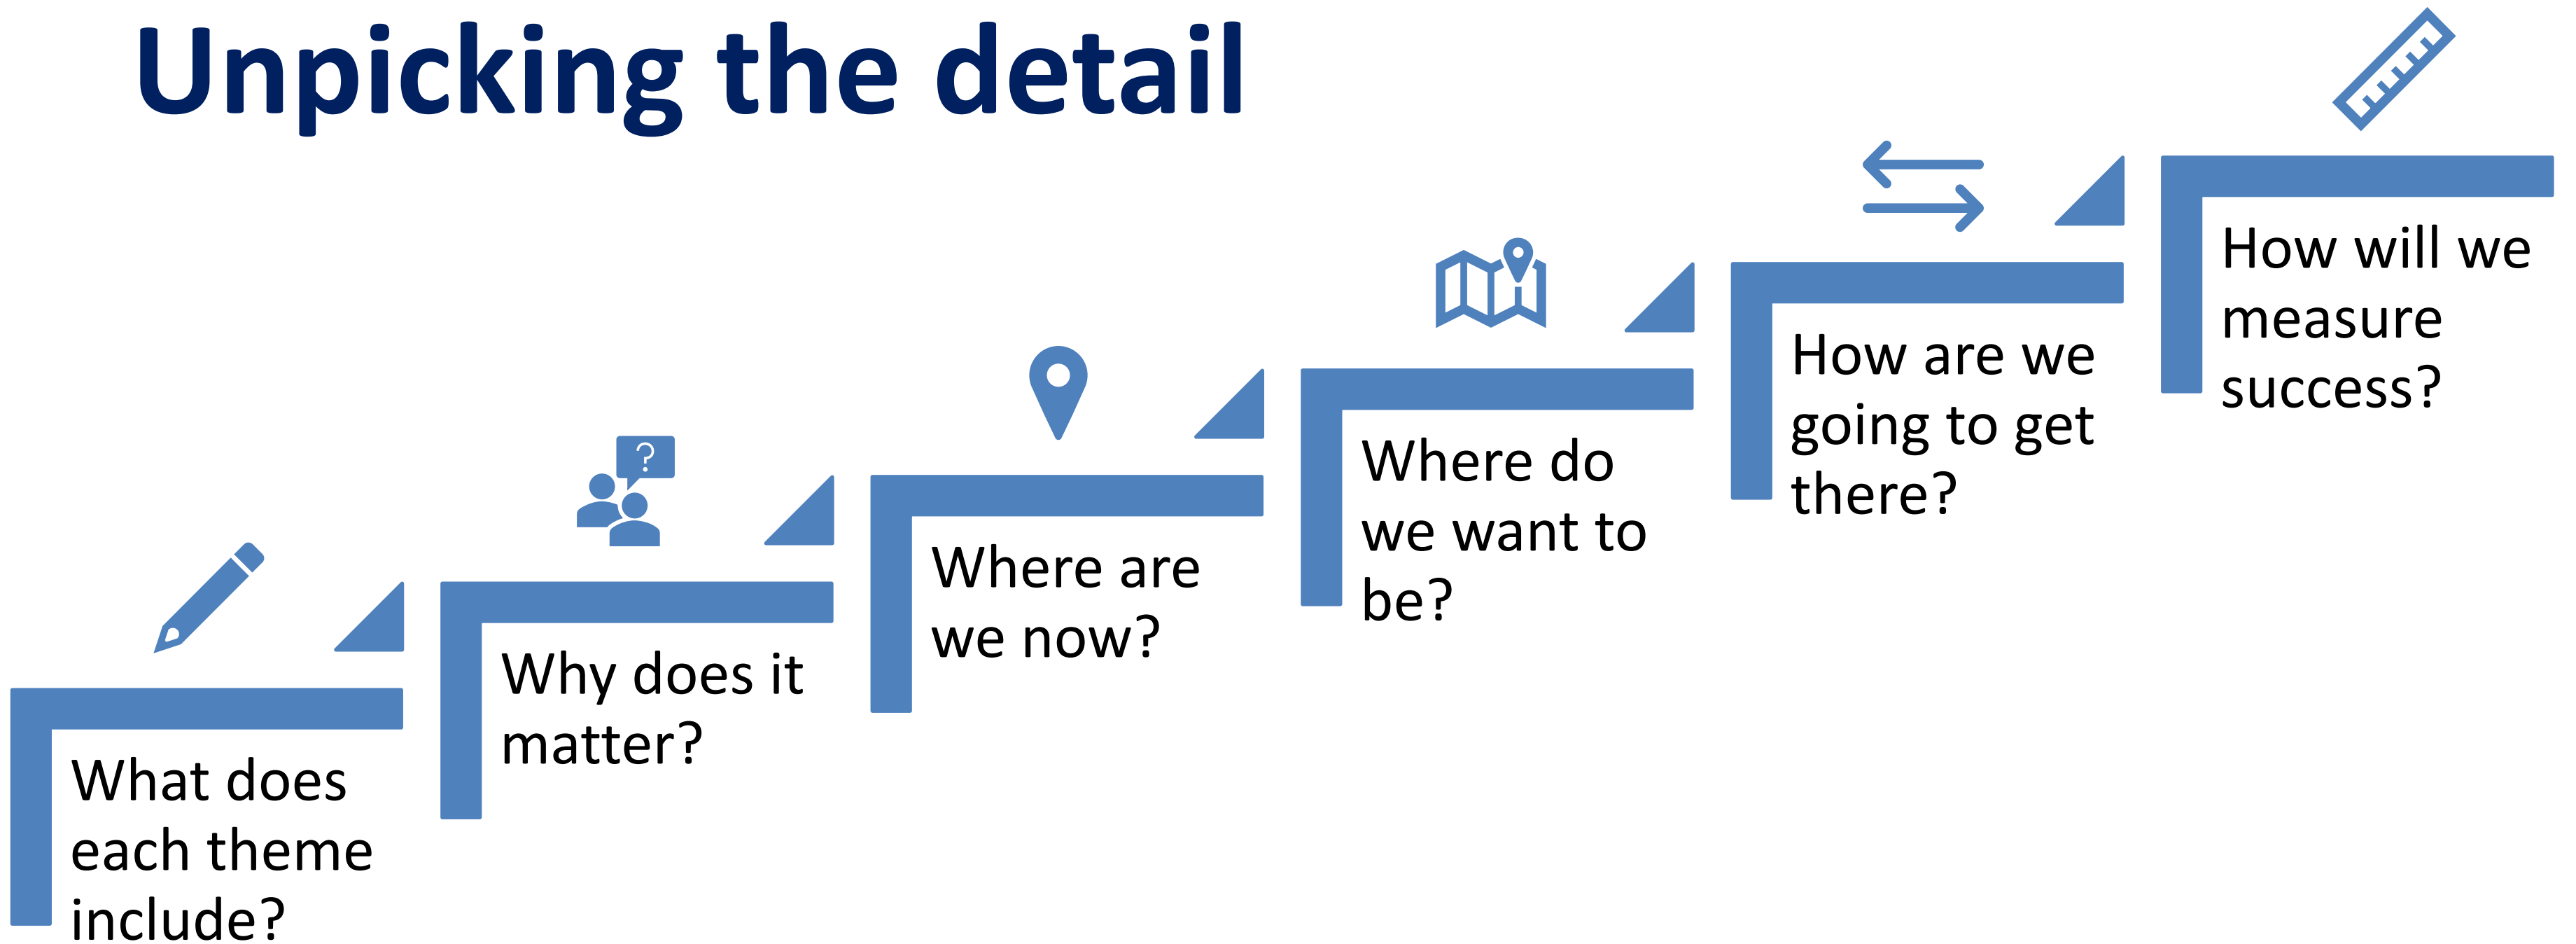 Unpicking the detail
What does
each theme
include?
Why does it
matter?
?
Where are
we now?
Where do
we want to
be?
How are we
going to get
there?
How will we
measure
success?